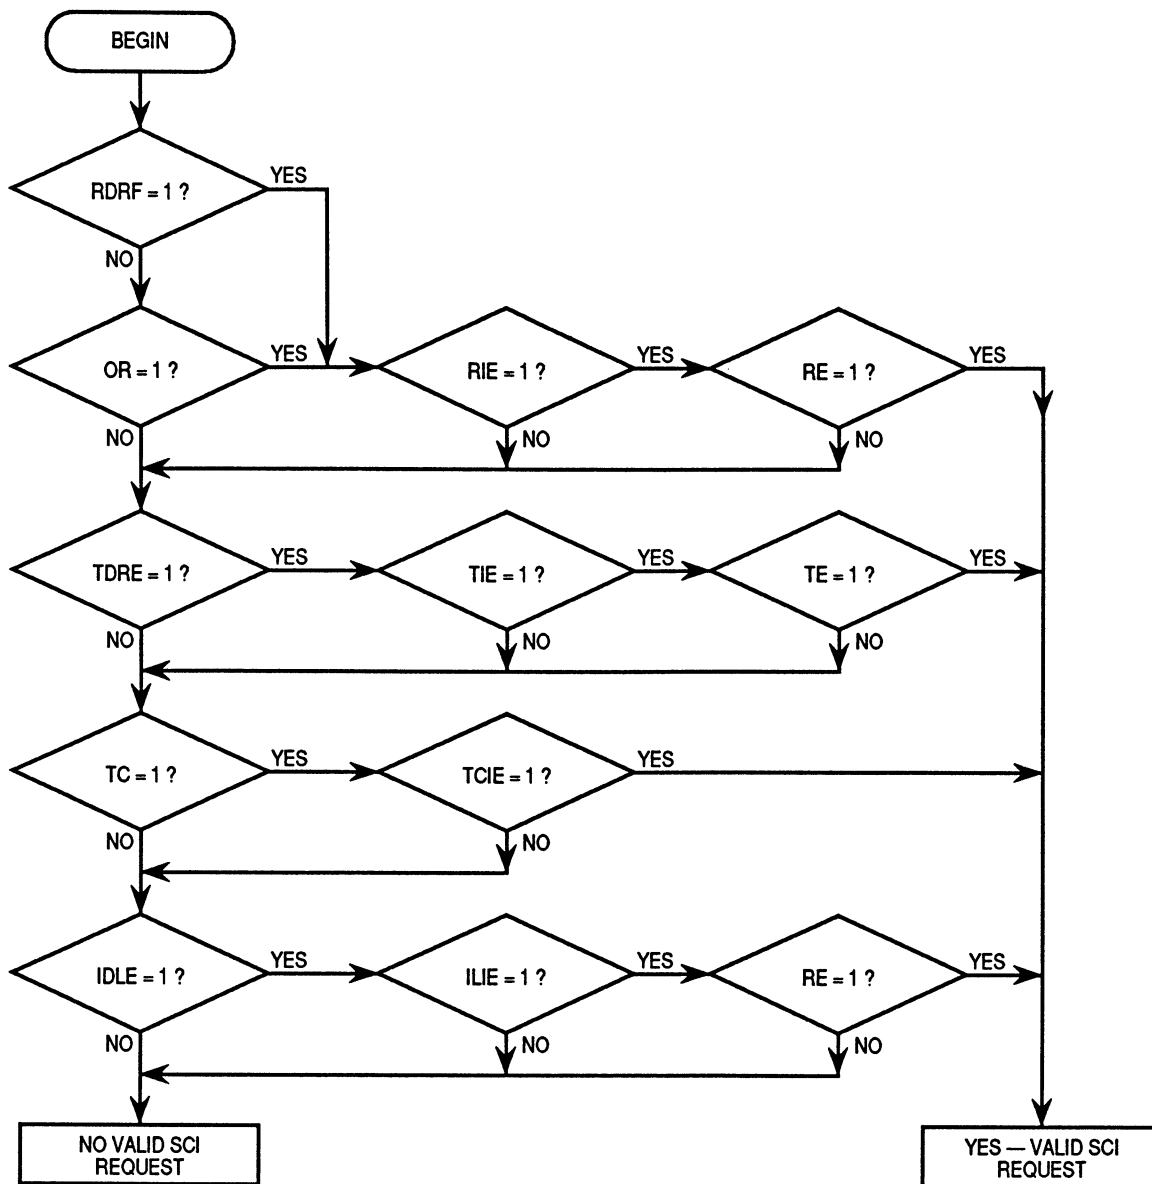 BEGIN
RDRF = 1 ?
YES
NO
OR = 1 ?
YES
RIE = 1 ?
YES
RE = 1 ?
YES
NO
NO
NO
TDRE = 1 ?
YES
TIE = 1 ?
YES
TE = 1 ?
YES
NO
NO
NO
TC = 1 ?
YES
TCIE = 1 ?
YES
NO
NO
IDLE = 1 ?
YES
ILIE = 1 ?
YES
RE = 1 ?
YES
NO
NO
NO
NO VALID SCI
REQUEST
YES — VALID SCI
REQUEST